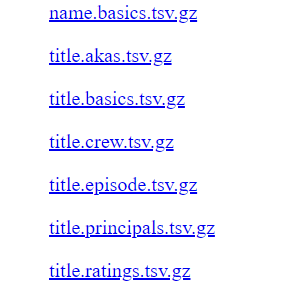 name.basics.tsv.gz
title.akas.tsv.gz
title.basics.tsv.gz
title.crew.tsv.gz
title.episode.tsv.gz
title.principals.tsv.gz
title.ratings.tsv.gz